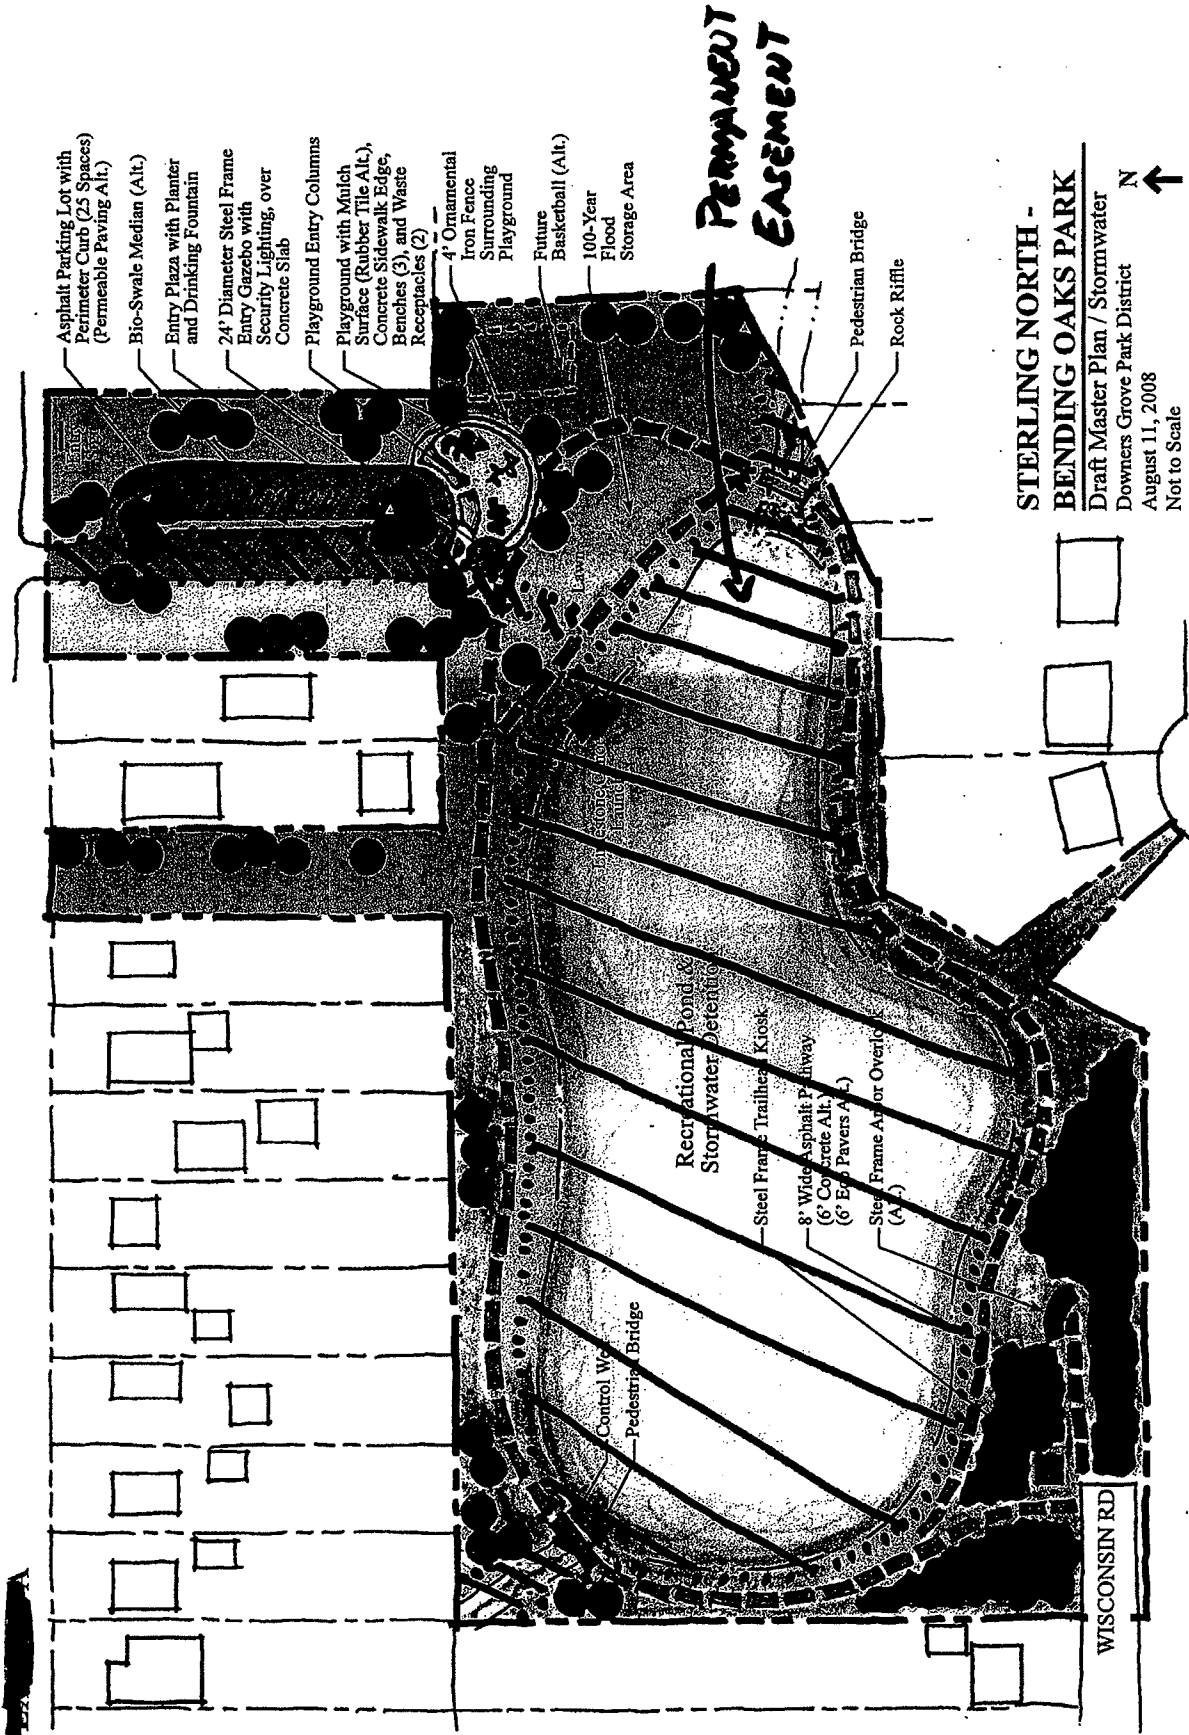 Asphalt Parking Lot with
Perimeter Curb (25 Spaces)
(Permeable Paving Alt.)
Bio-Swale Median (Alt.)
Entry Plaza with Planter
and Drinking Fountain
24' Diameter Steel Frame
Entry Gazebo with
Security Lighting, over
Concrete Slab
Playground Entry Columns
Playground with Mulch
Surface (Rubber Tile Alt.),
Concrete Sidewalk Edge,
Benches (3), and Waste
Receptacles (2)
4' Ornamental
Iron Fence
Surrounding
Playground
Future
Basketball (Alt.)
100-Year
Flood
Storage Area
PERMANENT
EASEMENT
Pedestrian Bridge
Rock Riffle
Lawn
Recreational Pond &
Stormwater Detention
Steel Frame Trailhead Kiosk
8' Wide Asphalt Pathway
(6' Concrete Alt.)
(6' Eco Pavers Alt.)
Steel Frame Arbor Overlook
(Alt.)
Control
Pedestrian Bridge
WISCONSIN RD
STERLING NORTH -
BENDING OAKS PARK
Draft Master Plan / Stormwater
Downers Grove Park District
August 11, 2008
Not to Scale
N